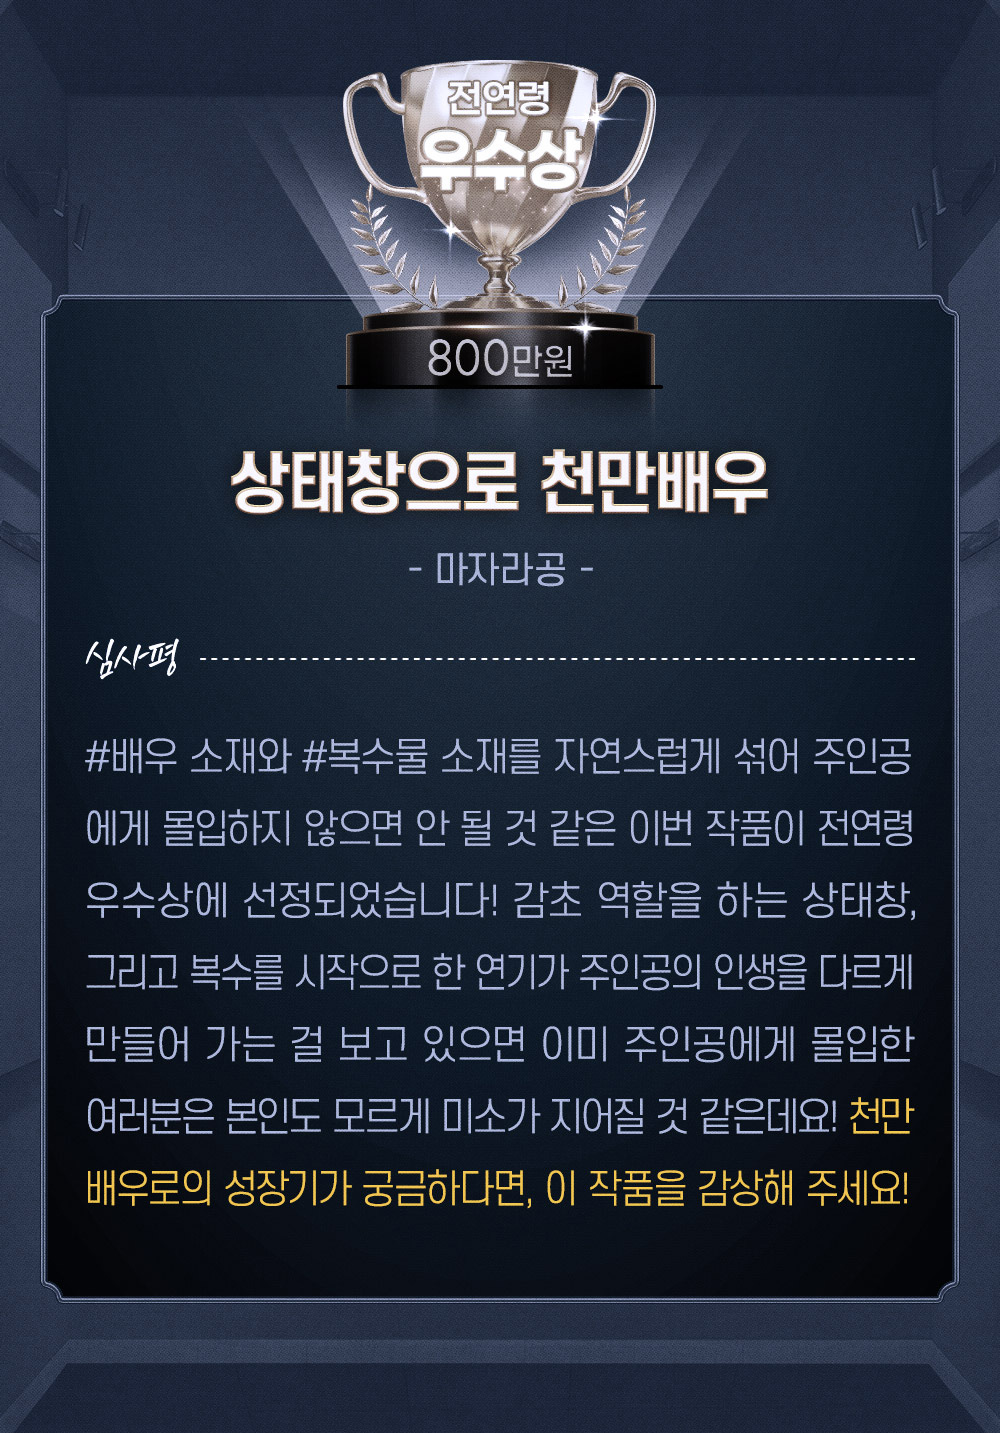 전연령
우수상
800만원
상태창으로 천만배우
- 마자라공 -
심사평
#배우 소재와 #복수물 소재를 자연스럽게 섞어 주인공
에게 몰입하지 않으면 안 될 것 같은 이번 작품이 전연령
우수상에 선정되었습니다! 감초 역할을 하는 상태창,
그리고 복수를 시작으로 한 연기가 주인공의 인생을 다르게
만들어 가는 걸 보고 있으면 이미 주인공에게 몰입한
여러분은 본인도 모르게 미소가 지어질 것 같은데요! 천만
배우로의 성장기가 궁금하다면, 이 작품을 감상해 주세요!